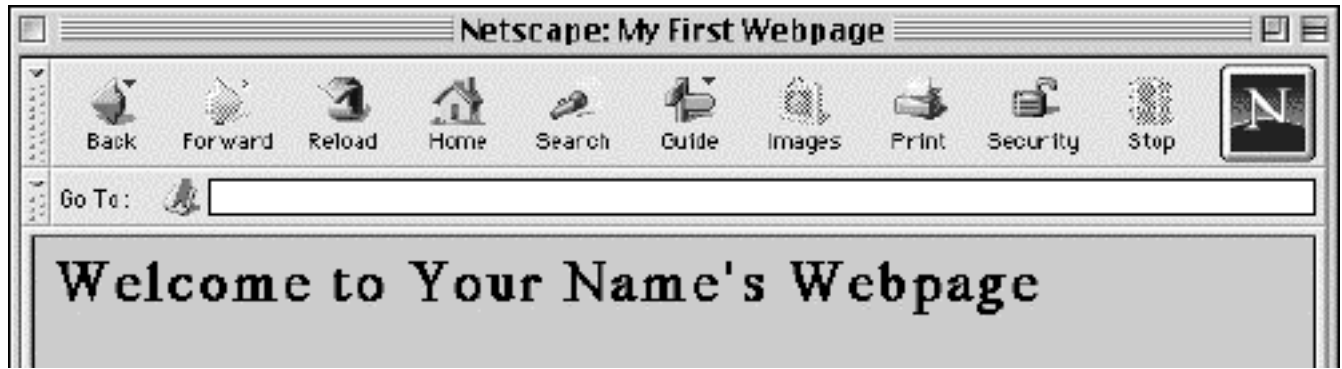 Netscape: My First Webpage
Back Forward Reload Home Search Guide Images Print Security Stop
N
Go To:
Welcome to Your Name's Webpage